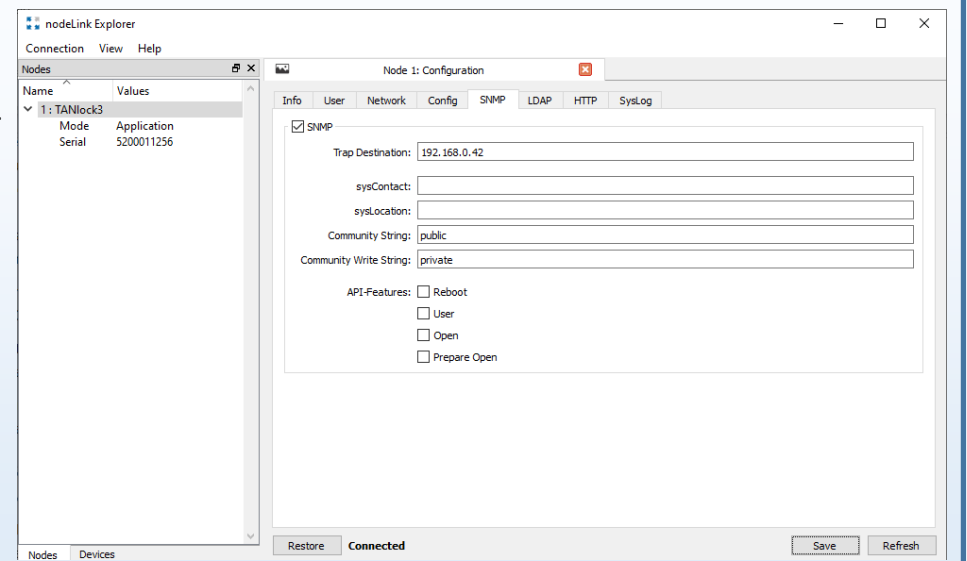 nodeLink Explorer
Connection View Help
Nodes
Node 1: Configuration
Name Values
1 : TANlock3
Mode Application
Serial 5200011256
Info User Network Config SNMP LDAP HTTP SysLog
SNMP
Trap Destination: 192.168.0.42
sysContact:
sysLocation:
Community String: public
Community Write String: private
API-Features: Reboot
User
Open
Prepare Open
Restore Connected Save Refresh
Nodes Devices